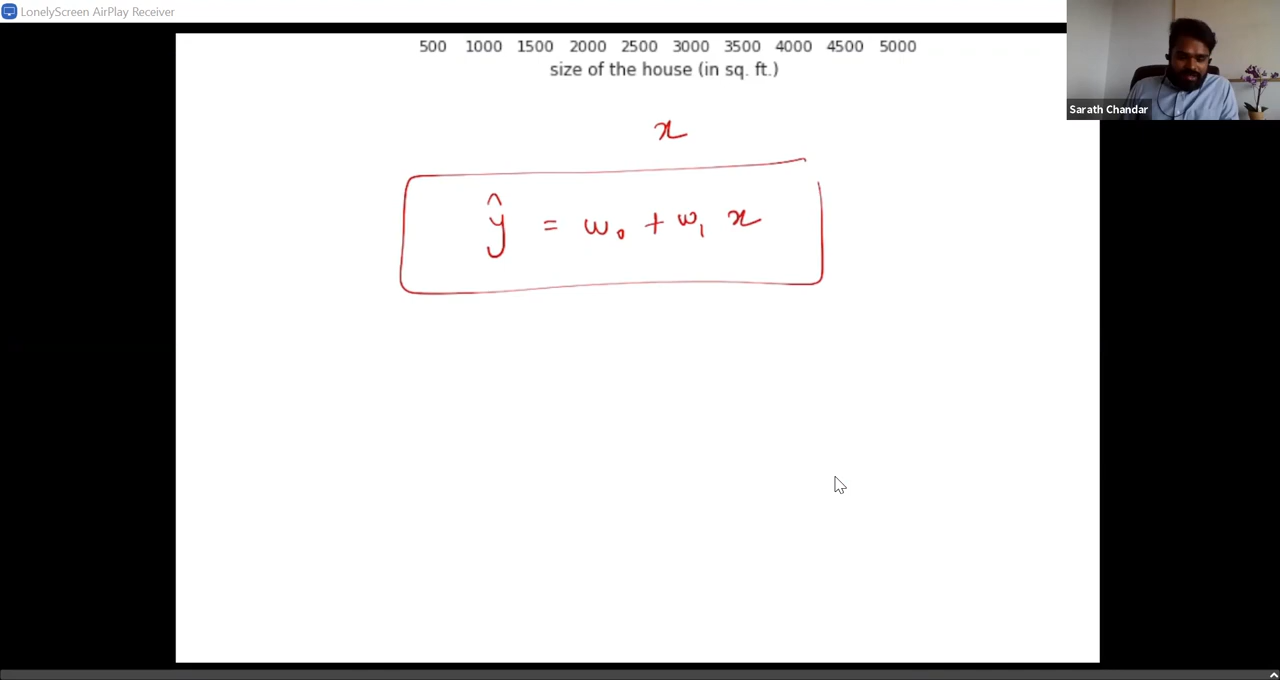 LonelyScreen AirPlay Receiver
500 1000 1500 2000 2500 3000 3500 4000 4500 5000
size of the house (in sq. ft.)
Sarath Chandar
x
ŷ = w₀ + w₁ x